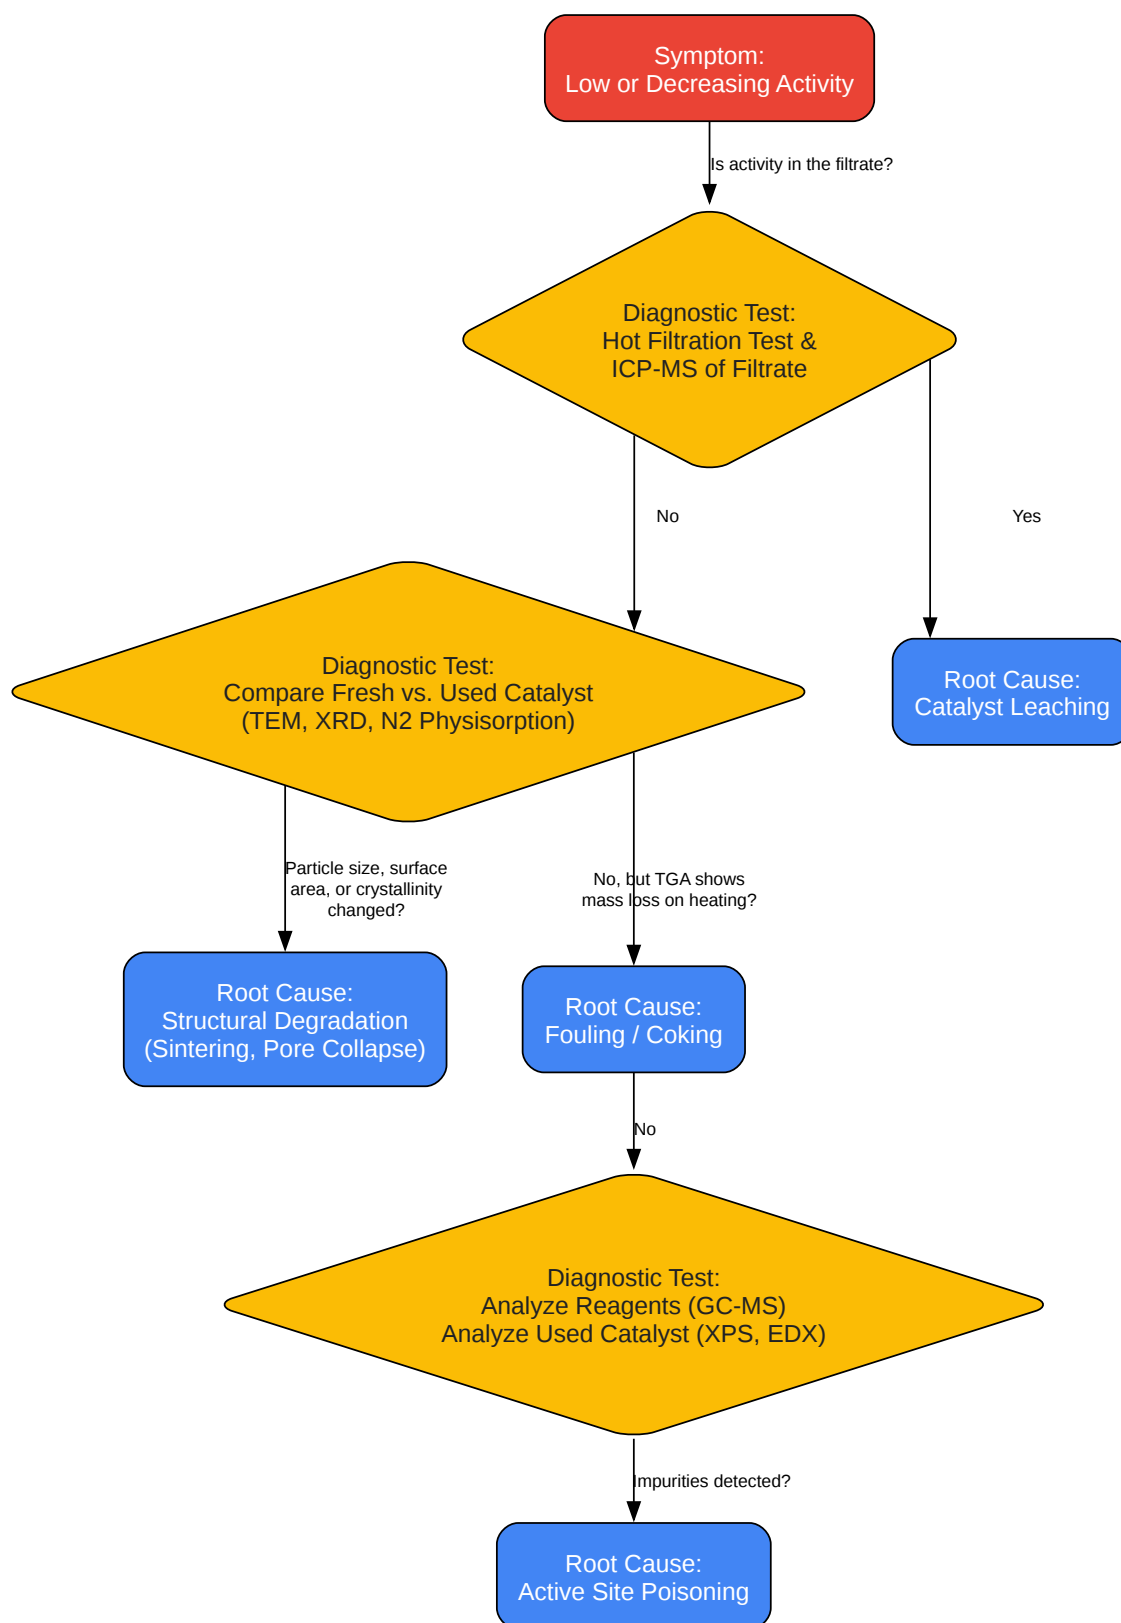 Symptom:
Low or Decreasing Activity
Is activity in the filtrate?
Diagnostic Test:
Hot Filtration Test &
ICP-MS of Filtrate
No
Yes
Diagnostic Test:
Compare Fresh vs. Used Catalyst
(TEM, XRD, N2 Physisorption)
Root Cause:
Catalyst Leaching
Particle size, surface
area, or crystallinity
changed?
No, but TGA shows
mass loss on heating?
Root Cause:
Structural Degradation
(Sintering, Pore Collapse)
Root Cause:
Fouling / Coking
No
Diagnostic Test:
Analyze Reagents (GC-MS)
Analyze Used Catalyst (XPS, EDX)
Impurities detected?
Root Cause:
Active Site Poisoning